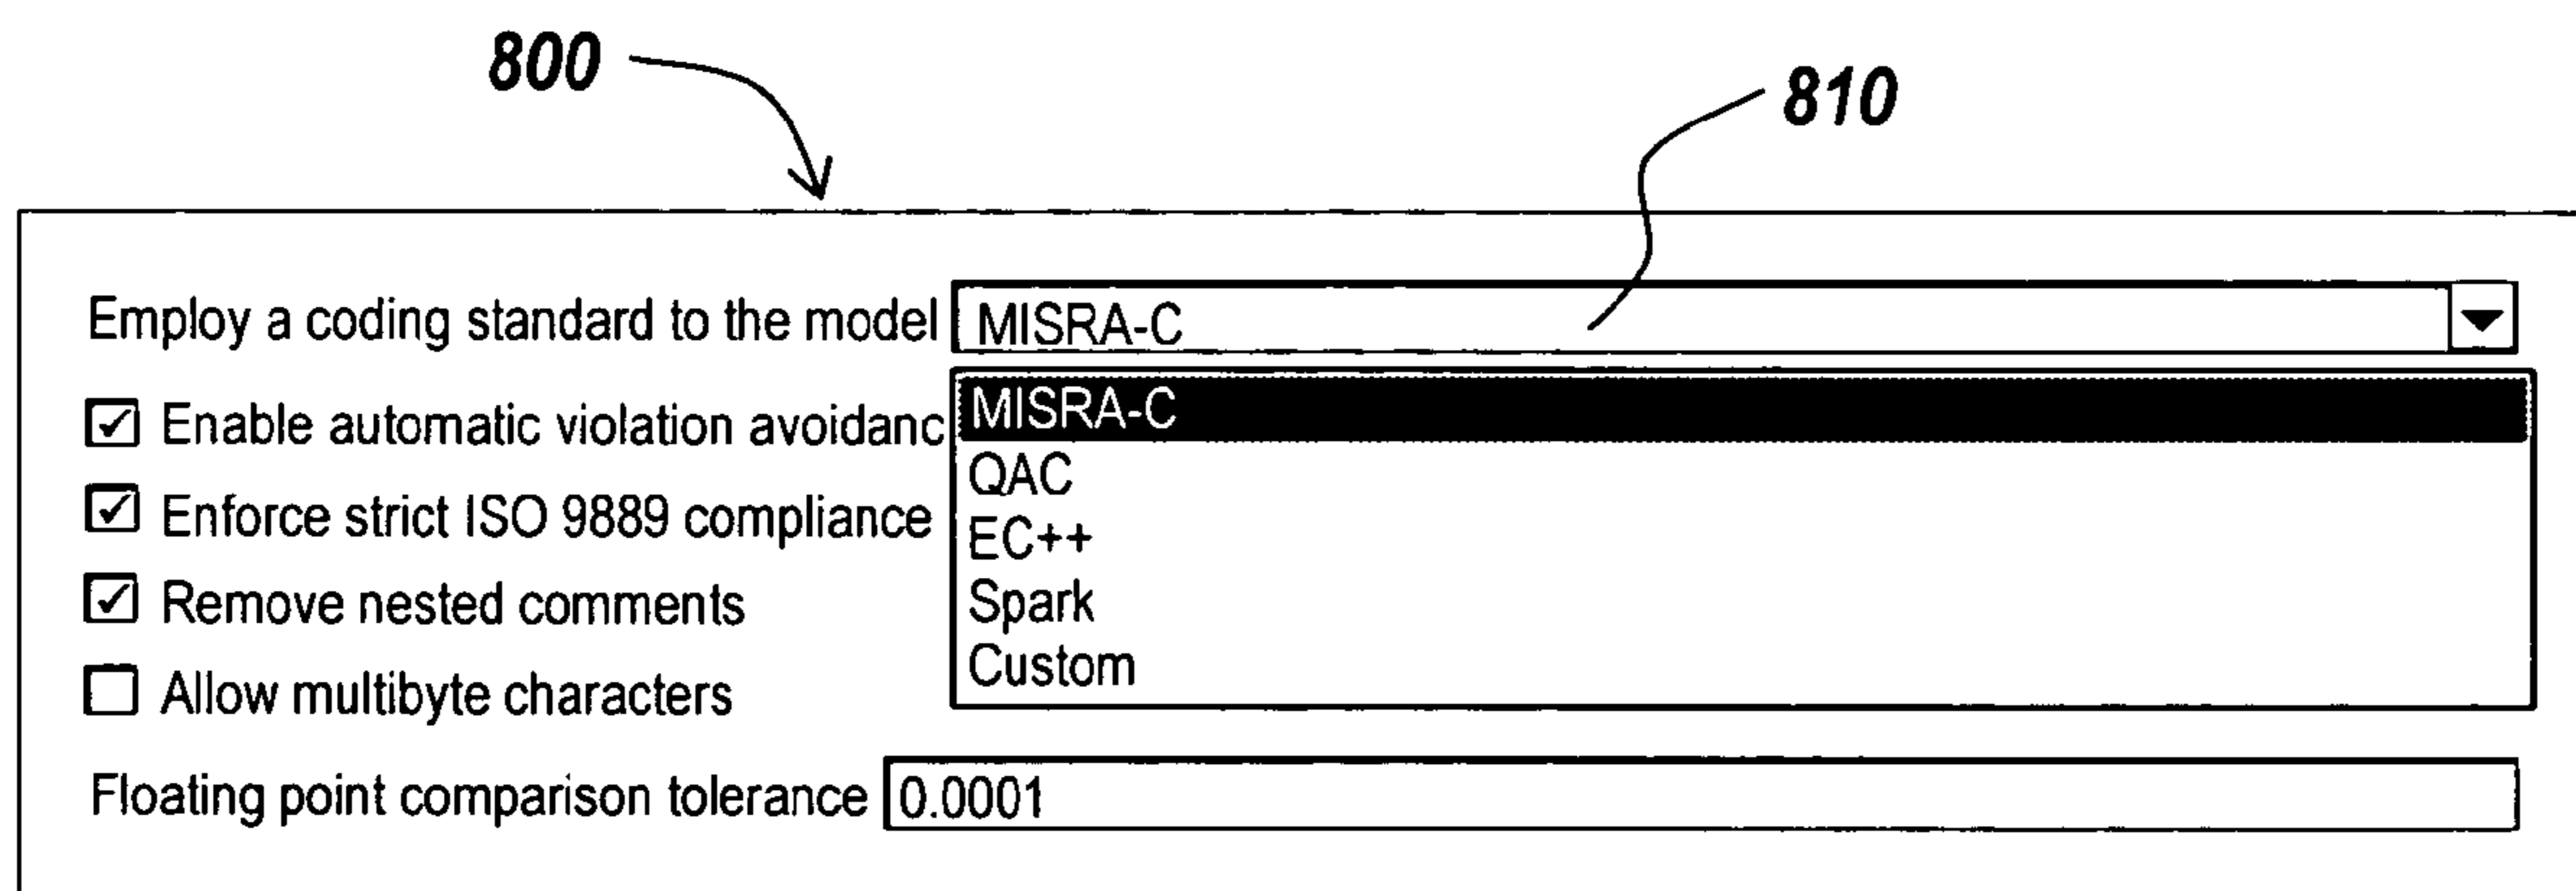 800
810
Employ a coding standard to the model MISRA-C
MISRA-C
Enable automatic violation avoidanc
QAC
Enforce strict ISO 9889 compliance
EC++
Remove nested comments
Spark
Allow multibyte characters
Custom
Floating point comparison tolerance 0.0001